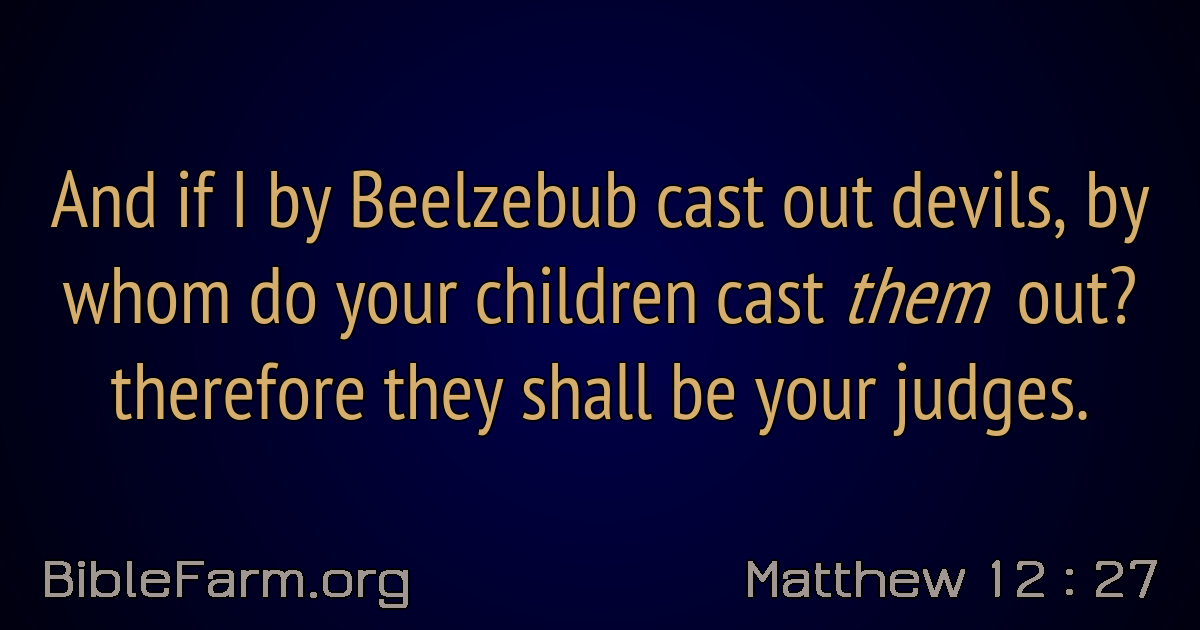 And if I by Beelzebub cast out devils, by
whom do your children cast them out?
therefore they shall be your judges.
BibleFarm.org
Matthew 12 : 27